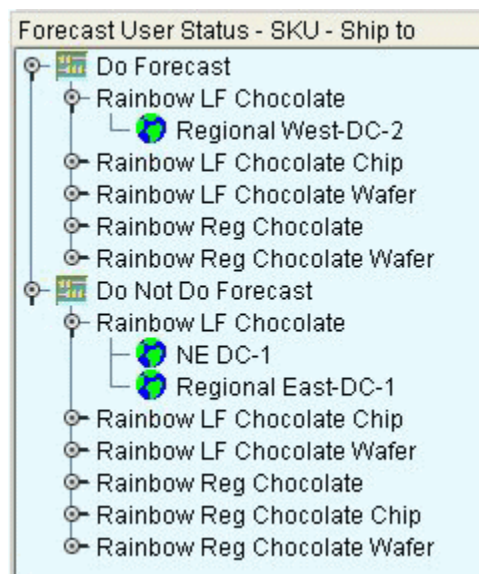 Forecast User Status - SKU - Ship to
Do Forecast
Rainbow LF Chocolate
Regional West-DC-2
Rainbow LF Chocolate Chip
Rainbow LF Chocolate Wafer
Rainbow Reg Chocolate
Rainbow Reg Chocolate Wafer
Do Not Do Forecast
Rainbow LF Chocolate
NE DC-1
Regional East-DC-1
Rainbow LF Chocolate Chip
Rainbow LF Chocolate Wafer
Rainbow Reg Chocolate
Rainbow Reg Chocolate Chip
Rainbow Reg Chocolate Wafer